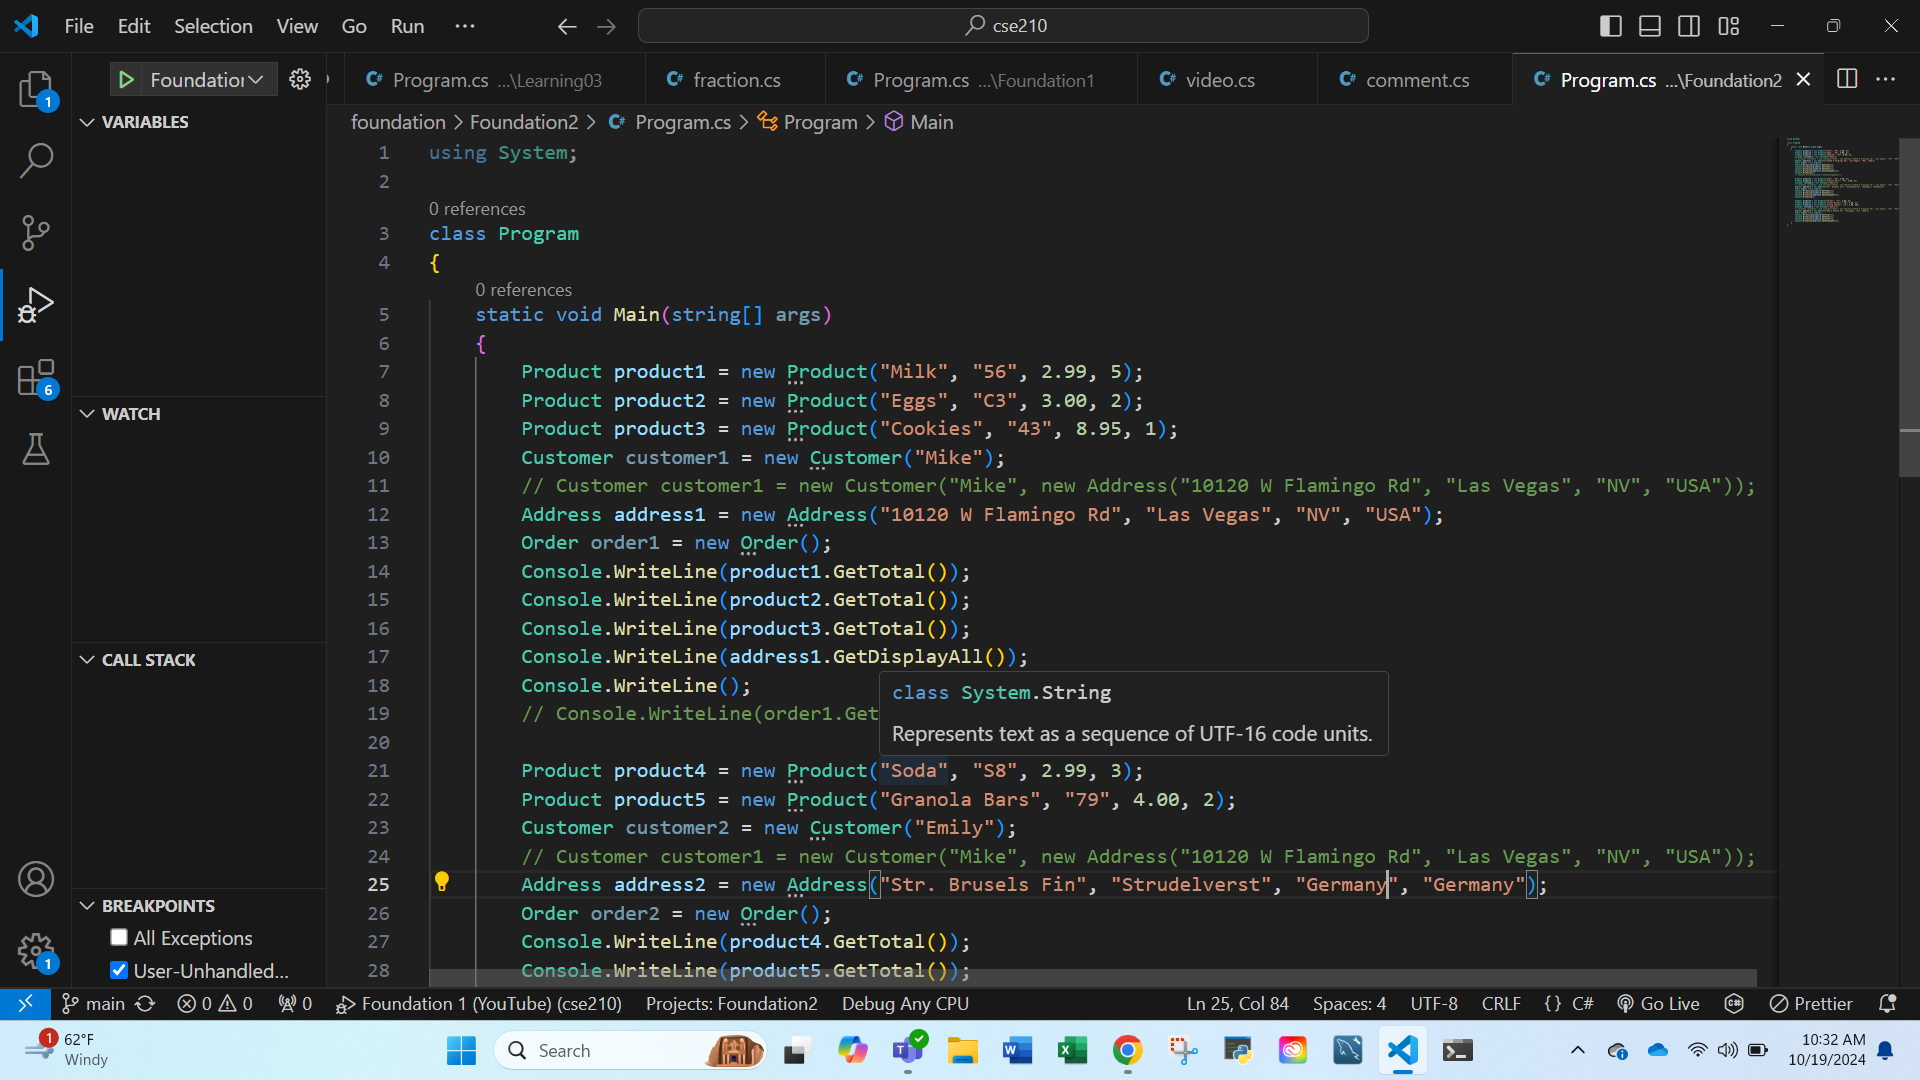 File Edit Selection View Go Run ··· cse210
Foundation Program.cs ...\Learning03 fraction.cs Program.cs ...\Foundation1 video.cs comment.cs Program.cs ...\Foundation2
foundation > Foundation2 > Program.cs > Program > Main
VARIABLES
WATCH
CALL STACK
BREAKPOINTS
All Exceptions
User-Unhandled...
1
6
1
1 using System;
2
0 references
3 class Program
4 {
0 references
5 static void Main(string[] args)
6 {
7 Product product1 = new Product("Milk", "56", 2.99, 5);
8 Product product2 = new Product("Eggs", "C3", 3.00, 2);
9 Product product3 = new Product("Cookies", "43", 8.95, 1);
10 Customer customer1 = new Customer("Mike");
11 // Customer customer1 = new Customer("Mike", new Address("10120 W Flamingo Rd", "Las Vegas", "NV", "USA"));
12 Address address1 = new Address("10120 W Flamingo Rd", "Las Vegas", "NV", "USA");
13 Order order1 = new Order();
14 Console.WriteLine(product1.GetTotal());
15 Console.WriteLine(product2.GetTotal());
16 Console.WriteLine(product3.GetTotal());
17 Console.WriteLine(address1.GetDisplayAll());
18 Console.WriteLine();
19 // Console.WriteLine(order1.Get
class System.String
Represents text as a sequence of UTF-16 code units.
20
21 Product product4 = new Product("Soda", "S8", 2.99, 3);
22 Product product5 = new Product("Granola Bars", "79", 4.00, 2);
23 Customer customer2 = new Customer("Emily");
24 // Customer customer1 = new Customer("Mike", new Address("10120 W Flamingo Rd", "Las Vegas", "NV", "USA"));
25 Address address2 = new Address("Str. Brusels Fin", "Strudelverst", "Germany", "Germany");
26 Order order2 = new Order();
27 Console.WriteLine(product4.GetTotal());
28 Console.WriteLine(product5.GetTotal());
main 0 0 0 Foundation 1 (YouTube) (cse210) Projects: Foundation2 Debug Any CPU Ln 25, Col 84 Spaces: 4 UTF-8 CRLF {} C# Go Live Prettier
1 62°F
Windy
Search
10:32 AM
10/19/2024